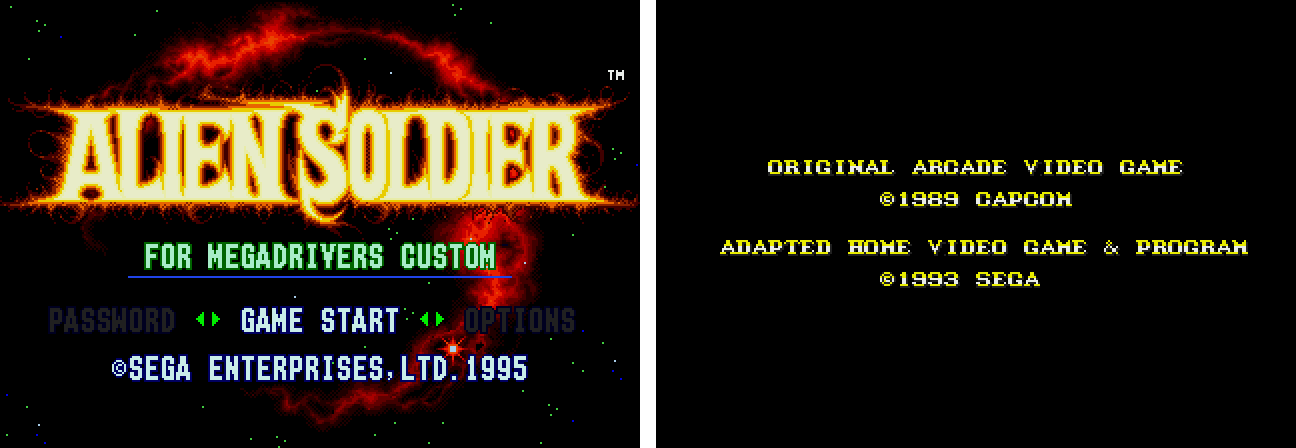 TM
ALIEN SOLDIER
FOR MEGADRIVERS CUSTOM
PASSWORD GAME START OPTIONS
©SEGA ENTERPRISES,LTD.1995
ORIGINAL ARCADE VIDEO GAME
©1989 CAPCOM
ADAPTED HOME VIDEO GAME & PROGRAM
©1993 SEGA